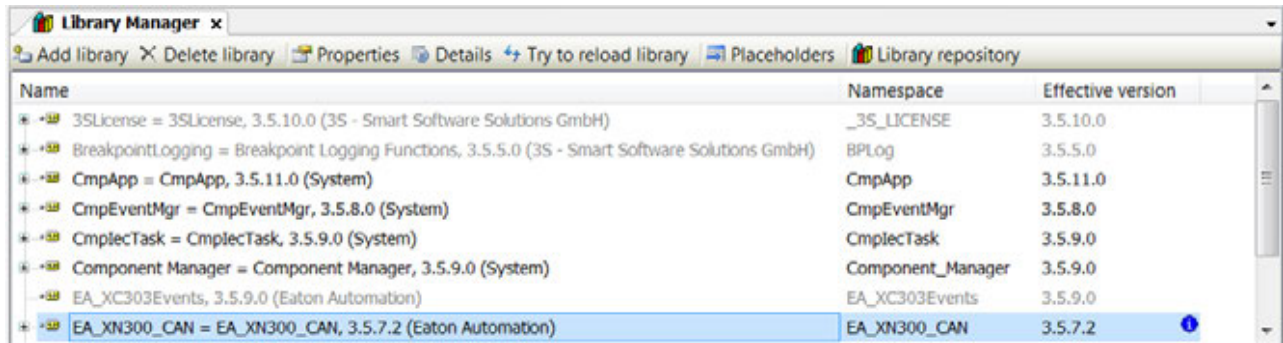 Library Manager x
Add library Delete library Properties Details Try to reload library Placeholders Library repository
Name Namespace Effective version
3SLicense = 3SLicense, 3.5.10.0 (3S - Smart Software Solutions GmbH) _3S_LICENSE 3.5.10.0
BreakpointLogging = Breakpoint Logging Functions, 3.5.5.0 (3S - Smart Software Solutions GmbH) BPLog 3.5.5.0
CmpApp = CmpApp, 3.5.11.0 (System) CmpApp 3.5.11.0
CmpEventMgr = CmpEventMgr, 3.5.8.0 (System) CmpEventMgr 3.5.8.0
CmpIecTask = CmpIecTask, 3.5.9.0 (System) CmpIecTask 3.5.9.0
Component Manager = Component Manager, 3.5.9.0 (System) Component_Manager 3.5.9.0
EA_XC303Events, 3.5.9.0 (Eaton Automation) EA_XC303Events 3.5.9.0
EA_XN300_CAN = EA_XN300_CAN, 3.5.7.2 (Eaton Automation) EA_XN300_CAN 3.5.7.2